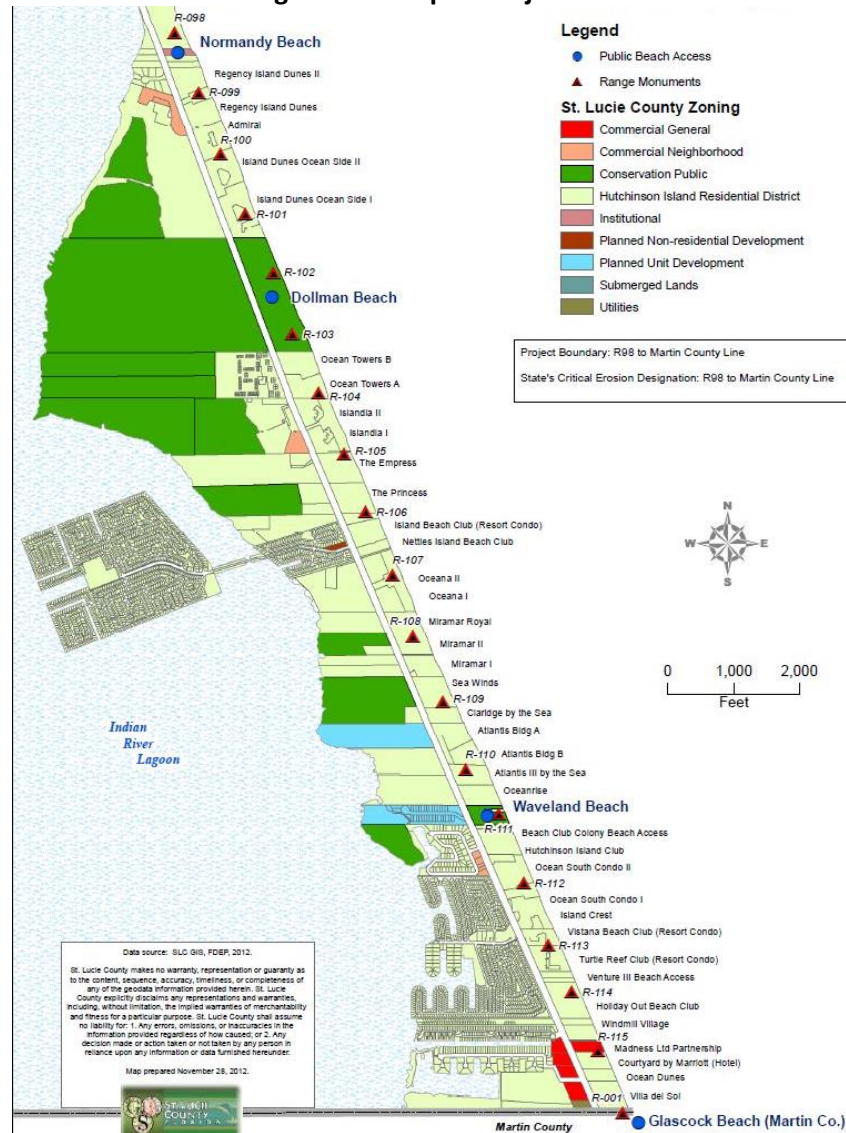 R-098
Normandy Beach
Regency Island Dunes II
R-099
Regency Island Dunes
Admiral
R-100
Island Dunes Ocean Side II
Island Dunes Ocean Side I
R-101
R-102
Dollman Beach
R-103
Ocean Towers B
Ocean Towers A
R-104
Islandia II
Islandia I
R-105
The Empress
The Princess
R-106
Island Beach Club (Resort Condo)
Nettles Island Beach Club
R-107
Oceana II
Oceana I
R-108 Miramar Royal
Miramar II
Miramar I
Sea Winds
R-109
Claridge by the Sea
Atlantis Bldg A
R-110 Atlantis Bldg B
Atlantis III by the Sea
Oceanrise
Waveland Beach
R-111
Beach Club Colony Beach Access
Hutchinson Island Club
Ocean South Condo II
R-112
Ocean South Condo I
Island Crest
Vistana Beach Club (Resort Condo)
R-113
Turtle Reef Club (Resort Condo)
Venture III Beach Access
R-114
Holiday Out Beach Club
Windmill Village
R-115
Madness Ltd Partnership
Courtyard by Marriott (Hotel)
Ocean Dunes
R-001 Villa del Sol
Glascock Beach (Martin Co.)
Martin County
Indian
River
Lagoon
Legend
Public Beach Access
Range Monuments
St. Lucie County Zoning
Commercial General
Commercial Neighborhood
Conservation Public
Hutchinson Island Residential District
Institutional
Planned Non-residential Development
Planned Unit Development
Submerged Lands
Utilities
Project Boundary: R98 to Martin County Line
State's Critical Erosion Designation: R98 to Martin County Line
N
W E
S
0 1,000 2,000
Feet
Data source: SLC GIS, FDEP, 2012.
St. Lucie County makes no warranty, representation or guaranty as
to the content, sequence, accuracy, timeliness, or completeness of
any of the geodata information provided herein. St. Lucie
County explicitly disclaims any representations and warranties,
including, without limitation, the implied warranties of merchantability
and fitness for a particular purpose. St. Lucie County shall assume
no liability for: 1. Any errors, omissions, or inaccuracies in the
information provided regardless of how caused; or 2. Any
decision made or action taken or not taken by any person in
reliance upon any information or data furnished hereunder.
Map prepared November 28, 2012.
ST. LUCIE
COUNTY
FLORIDA